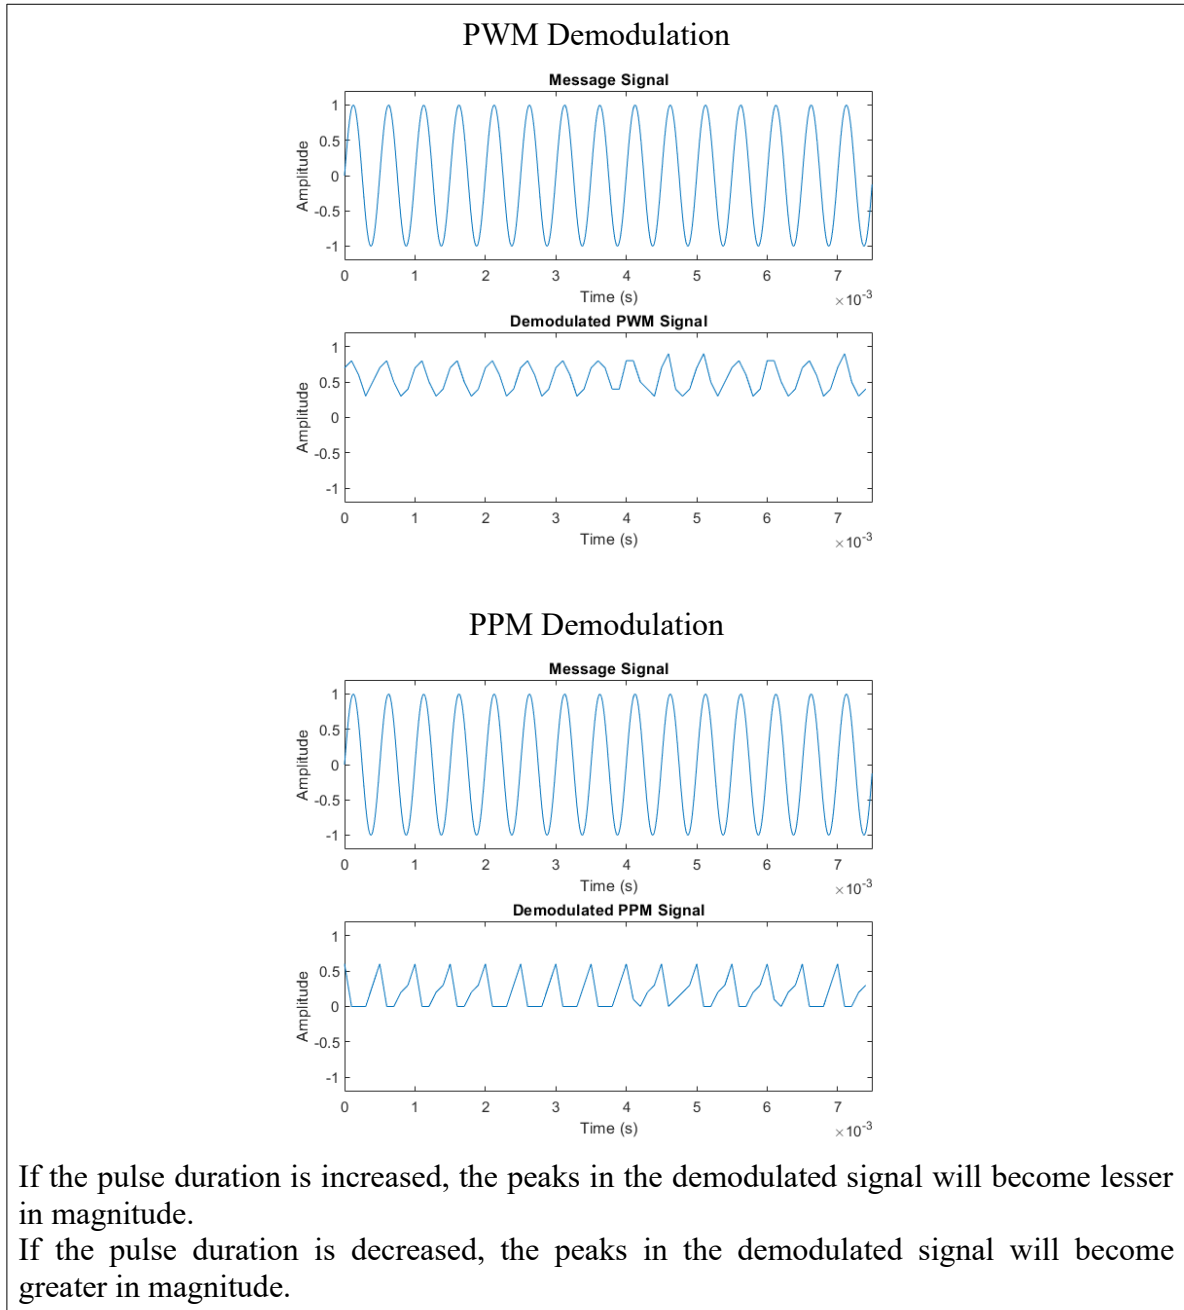 PWM Demodulation
Message Signal
1
0.5
0
-0.5
-1
Amplitude
0 1 2 3 4 5 6 7
Time (s)
×10⁻³
Demodulated PWM Signal
1
0.5
0
-0.5
-1
Amplitude
0 1 2 3 4 5 6 7
Time (s)
×10⁻³
PPM Demodulation
Message Signal
1
0.5
0
-0.5
-1
Amplitude
0 1 2 3 4 5 6 7
Time (s)
×10⁻³
Demodulated PPM Signal
1
0.5
0
-0.5
-1
Amplitude
0 1 2 3 4 5 6 7
Time (s)
×10⁻³
If the pulse duration is increased, the peaks in the demodulated signal will become lesser
in magnitude.
If the pulse duration is decreased, the peaks in the demodulated signal will become
greater in magnitude.